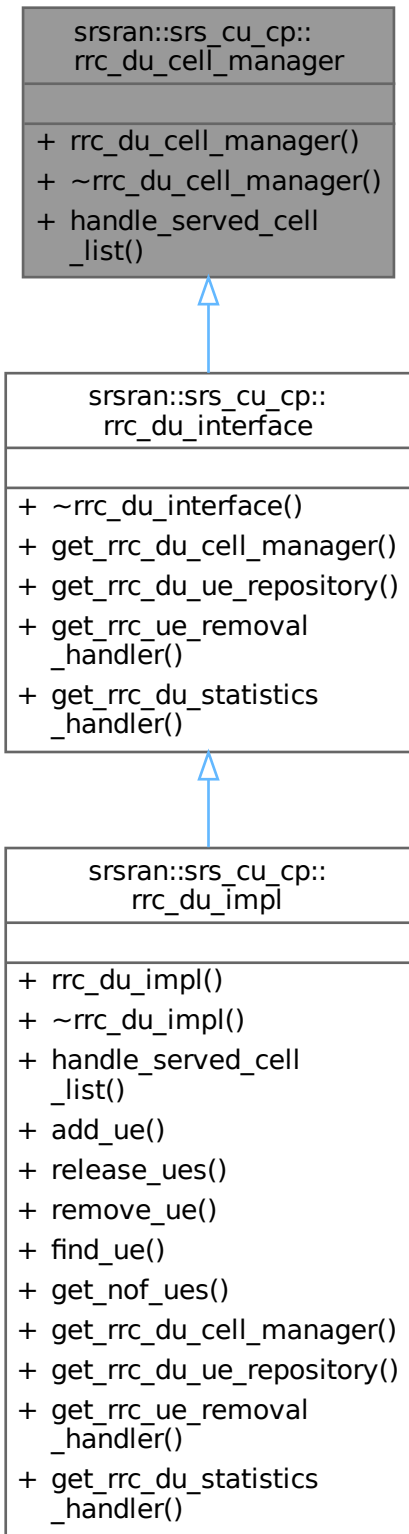 srsran::srs_cu_cp::
rrc_du_cell_manager
+ rrc_du_cell_manager()
+ ~rrc_du_cell_manager()
+ handle_served_cell
_list()
srsran::srs_cu_cp::
rrc_du_interface
+ ~rrc_du_interface()
+ get_rrc_du_cell_manager()
+ get_rrc_du_ue_repository()
+ get_rrc_ue_removal
_handler()
+ get_rrc_du_statistics
_handler()
srsran::srs_cu_cp::
rrc_du_impl
+ rrc_du_impl()
+ ~rrc_du_impl()
+ handle_served_cell
_list()
+ add_ue()
+ release_ues()
+ remove_ue()
+ find_ue()
+ get_nof_ues()
+ get_rrc_du_cell_manager()
+ get_rrc_du_ue_repository()
+ get_rrc_ue_removal
_handler()
+ get_rrc_du_statistics
_handler()